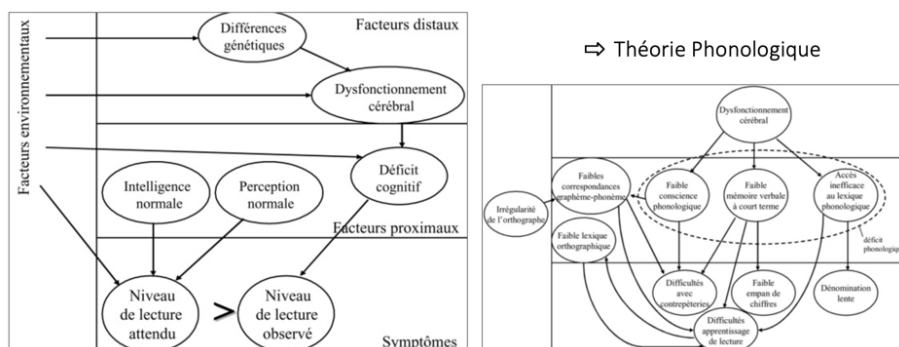 Facteurs environnementaux
Facteurs distaux
Différences
génétiques
Dysfonctionnement
cérébral
Déficit
cognitif
Intelligence
normale
Perception
normale
Facteurs proximaux
Niveau
de lecture
attendu
>
Niveau
de lecture
observé
Symptômes
⇨ Théorie Phonologique
Dysfonctionnement
cérébral
Faibles
correspondances
graphème-phonème
Faible
conscience
phonologique
Faible
mémoire verbale
à court terme
Accès
inefficace
au lexique
phonologique
Irrégularité
de l'orthographe
Faible lexique
orthographique
déficit
phonologique
Difficultés
avec
contrepèteries
Faible
empan de
chiffres
Dénomination
lente
Difficultés
apprentissage
de lecture